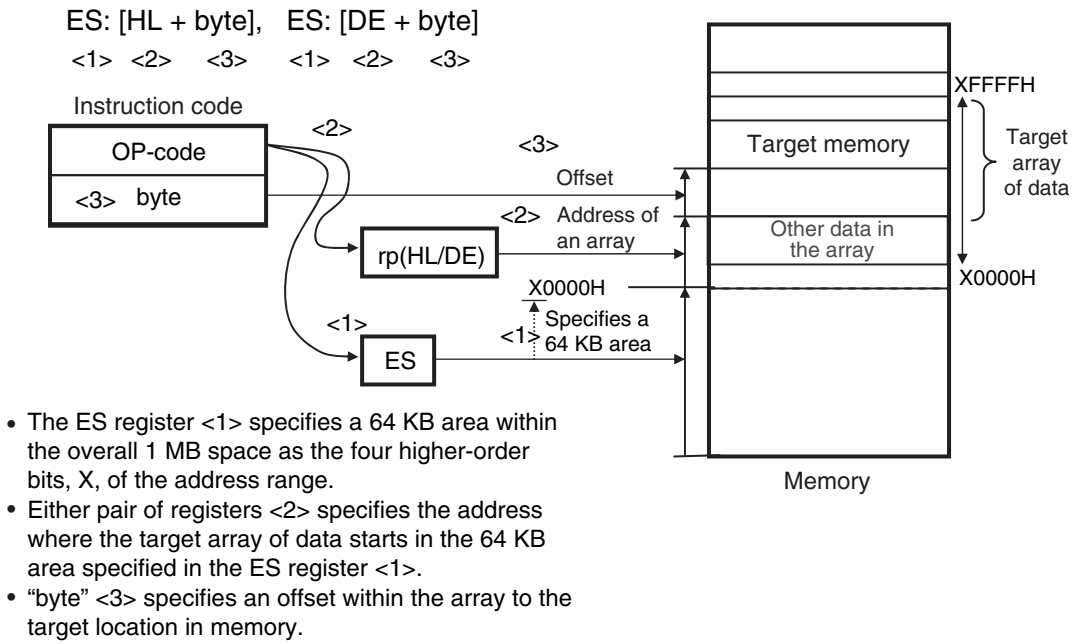 ES: [HL + byte], ES: [DE + byte]
<1> <2> <3> <1> <2> <3>
Instruction code
OP-code
<3> byte
<2>
<3>
Offset
<2> Address of
an array
rp(HL/DE)
X0000H
<1> Specifies a
64 KB area
<1>
ES
XFFFFH
Target memory
Target
array
of data
Other data in
the array
X0000H
Memory
• The ES register <1> specifies a 64 KB area within
the overall 1 MB space as the four higher-order
bits, X, of the address range.
• Either pair of registers <2> specifies the address
where the target array of data starts in the 64 KB
area specified in the ES register <1>.
• “byte” <3> specifies an offset within the array to the
target location in memory.